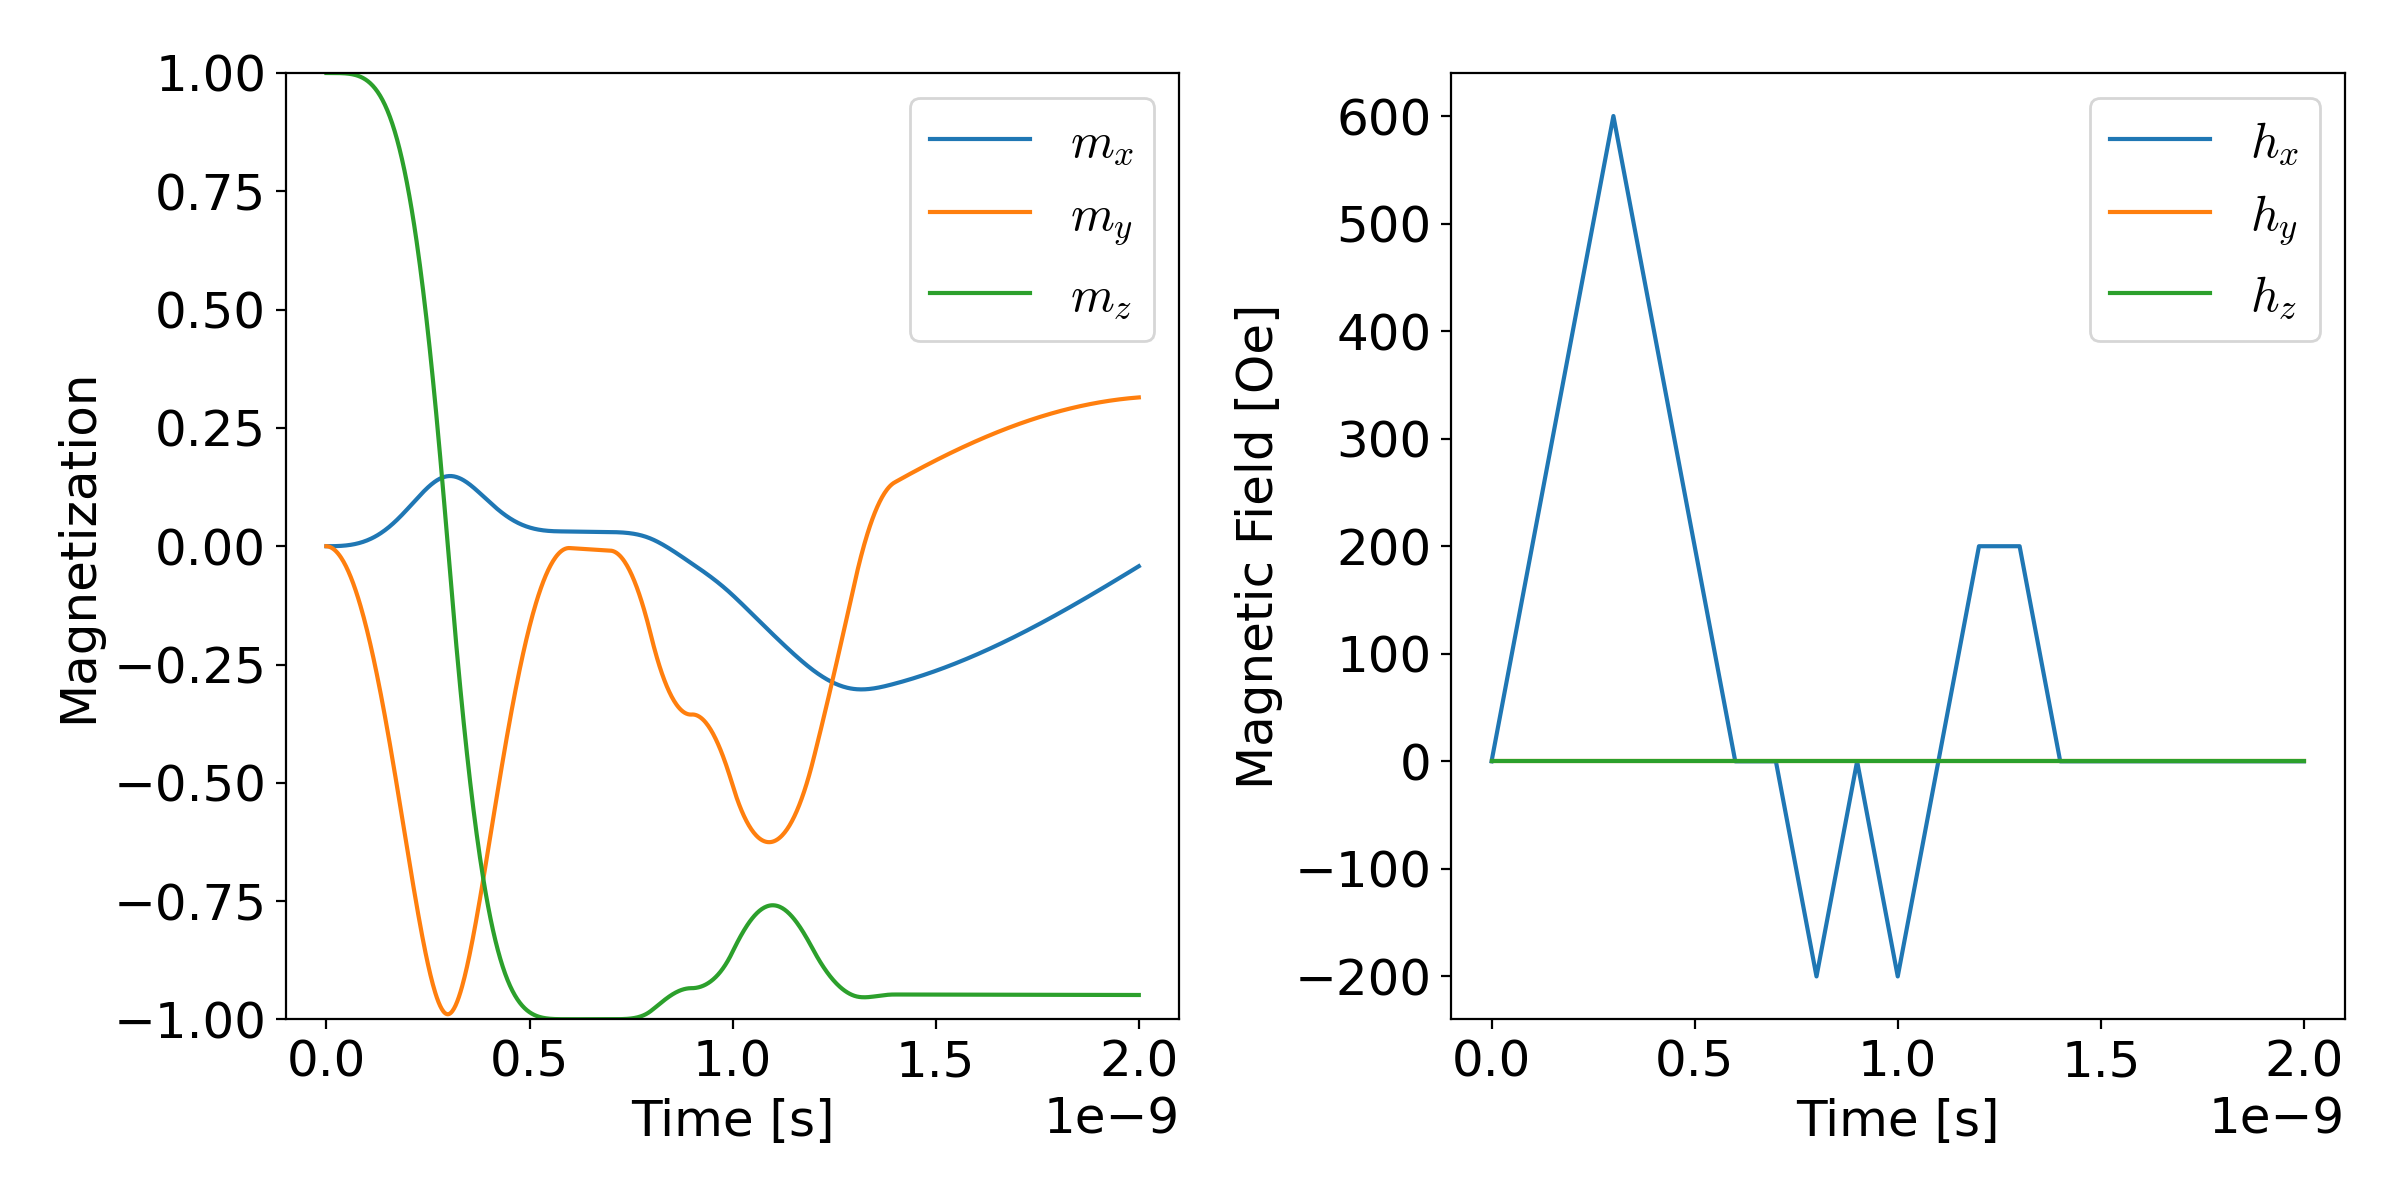 Magnetization
1.00
0.75
0.50
0.25
0.00
−0.25
−0.50
−0.75
−1.00
0.0 0.5 1.0 1.5 2.0
Time [s]
1e−9
m_x
m_y
m_z
Magnetic Field [Oe]
600
500
400
300
200
100
0
−100
−200
0.0 0.5 1.0 1.5 2.0
Time [s]
1e−9
h_x
h_y
h_z